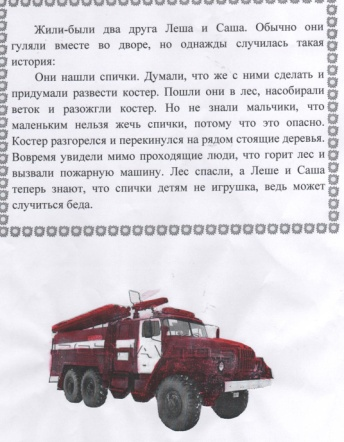 Жили-были два друга Леша и Саша. Обычно они
гуляли вместе во дворе, но однажды случилась такая
история:
Они нашли спички. Думали, что же с ними сделать и
придумали развести костер. Пошли они в лес, насобирали
веток и разожгли костер. Но не знали мальчики, что
маленьким нельзя жечь спички, потому что это опасно.
Костер разгорелся и перекинулся на рядом стоящие деревья.
Вовремя увидели мимо проходящие люди, что горит лес и
вызвали пожарную машину. Лес спасли, а Леше и Саша
теперь знают, что спички детям не игрушка, ведь может
случиться беда.